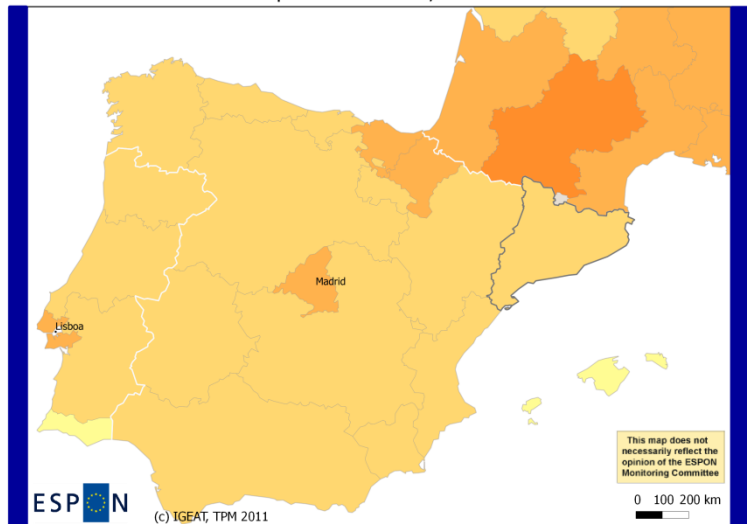 Madrid
Lisboa
This map does not
necessarily reflect the
opinion of the ESPON
Monitoring Committee
ESPON
(c) IGEAT, TPM 2011
0 100 200 km